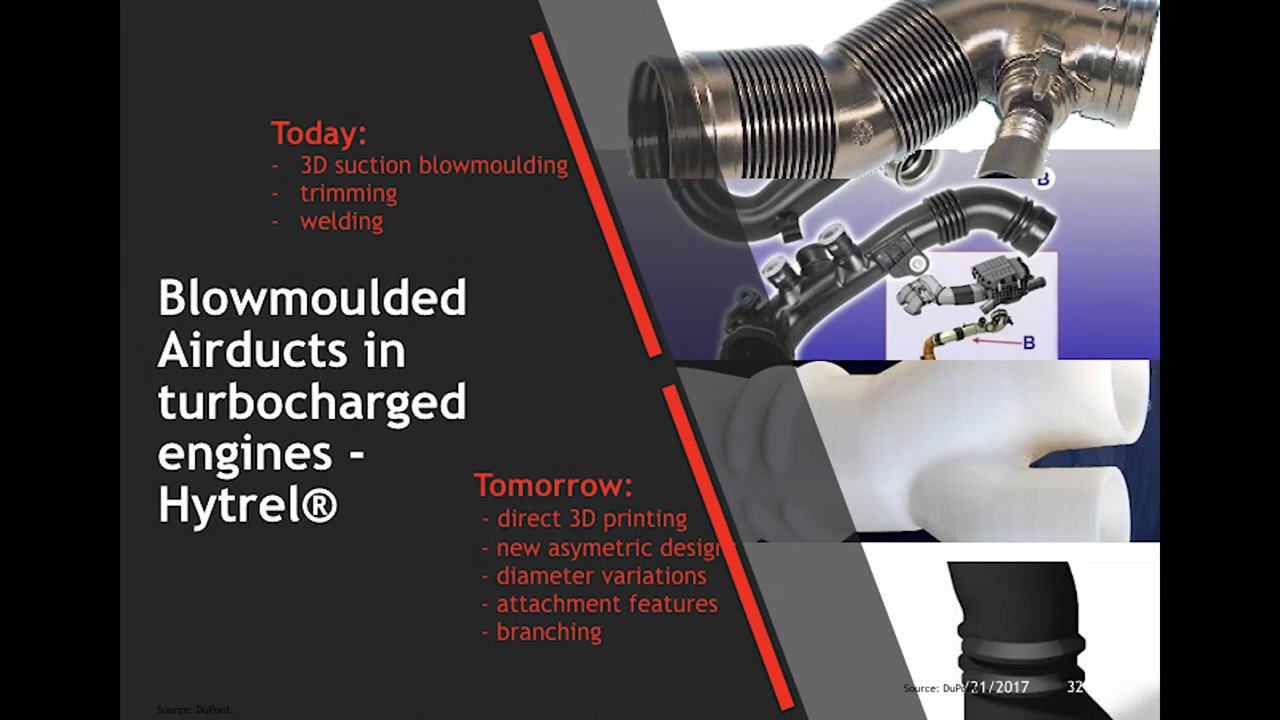 Today:
- 3D suction blowmoulding
- trimming
- welding
Blowmoulded
Airducts in
turbocharged
engines -
Hytrel®
Tomorrow:
- direct 3D printing
- new asymetric design
- diameter variations
- attachment features
- branching
B
B
Source: DuPont,
/21/2017
32
Source: DuPont,